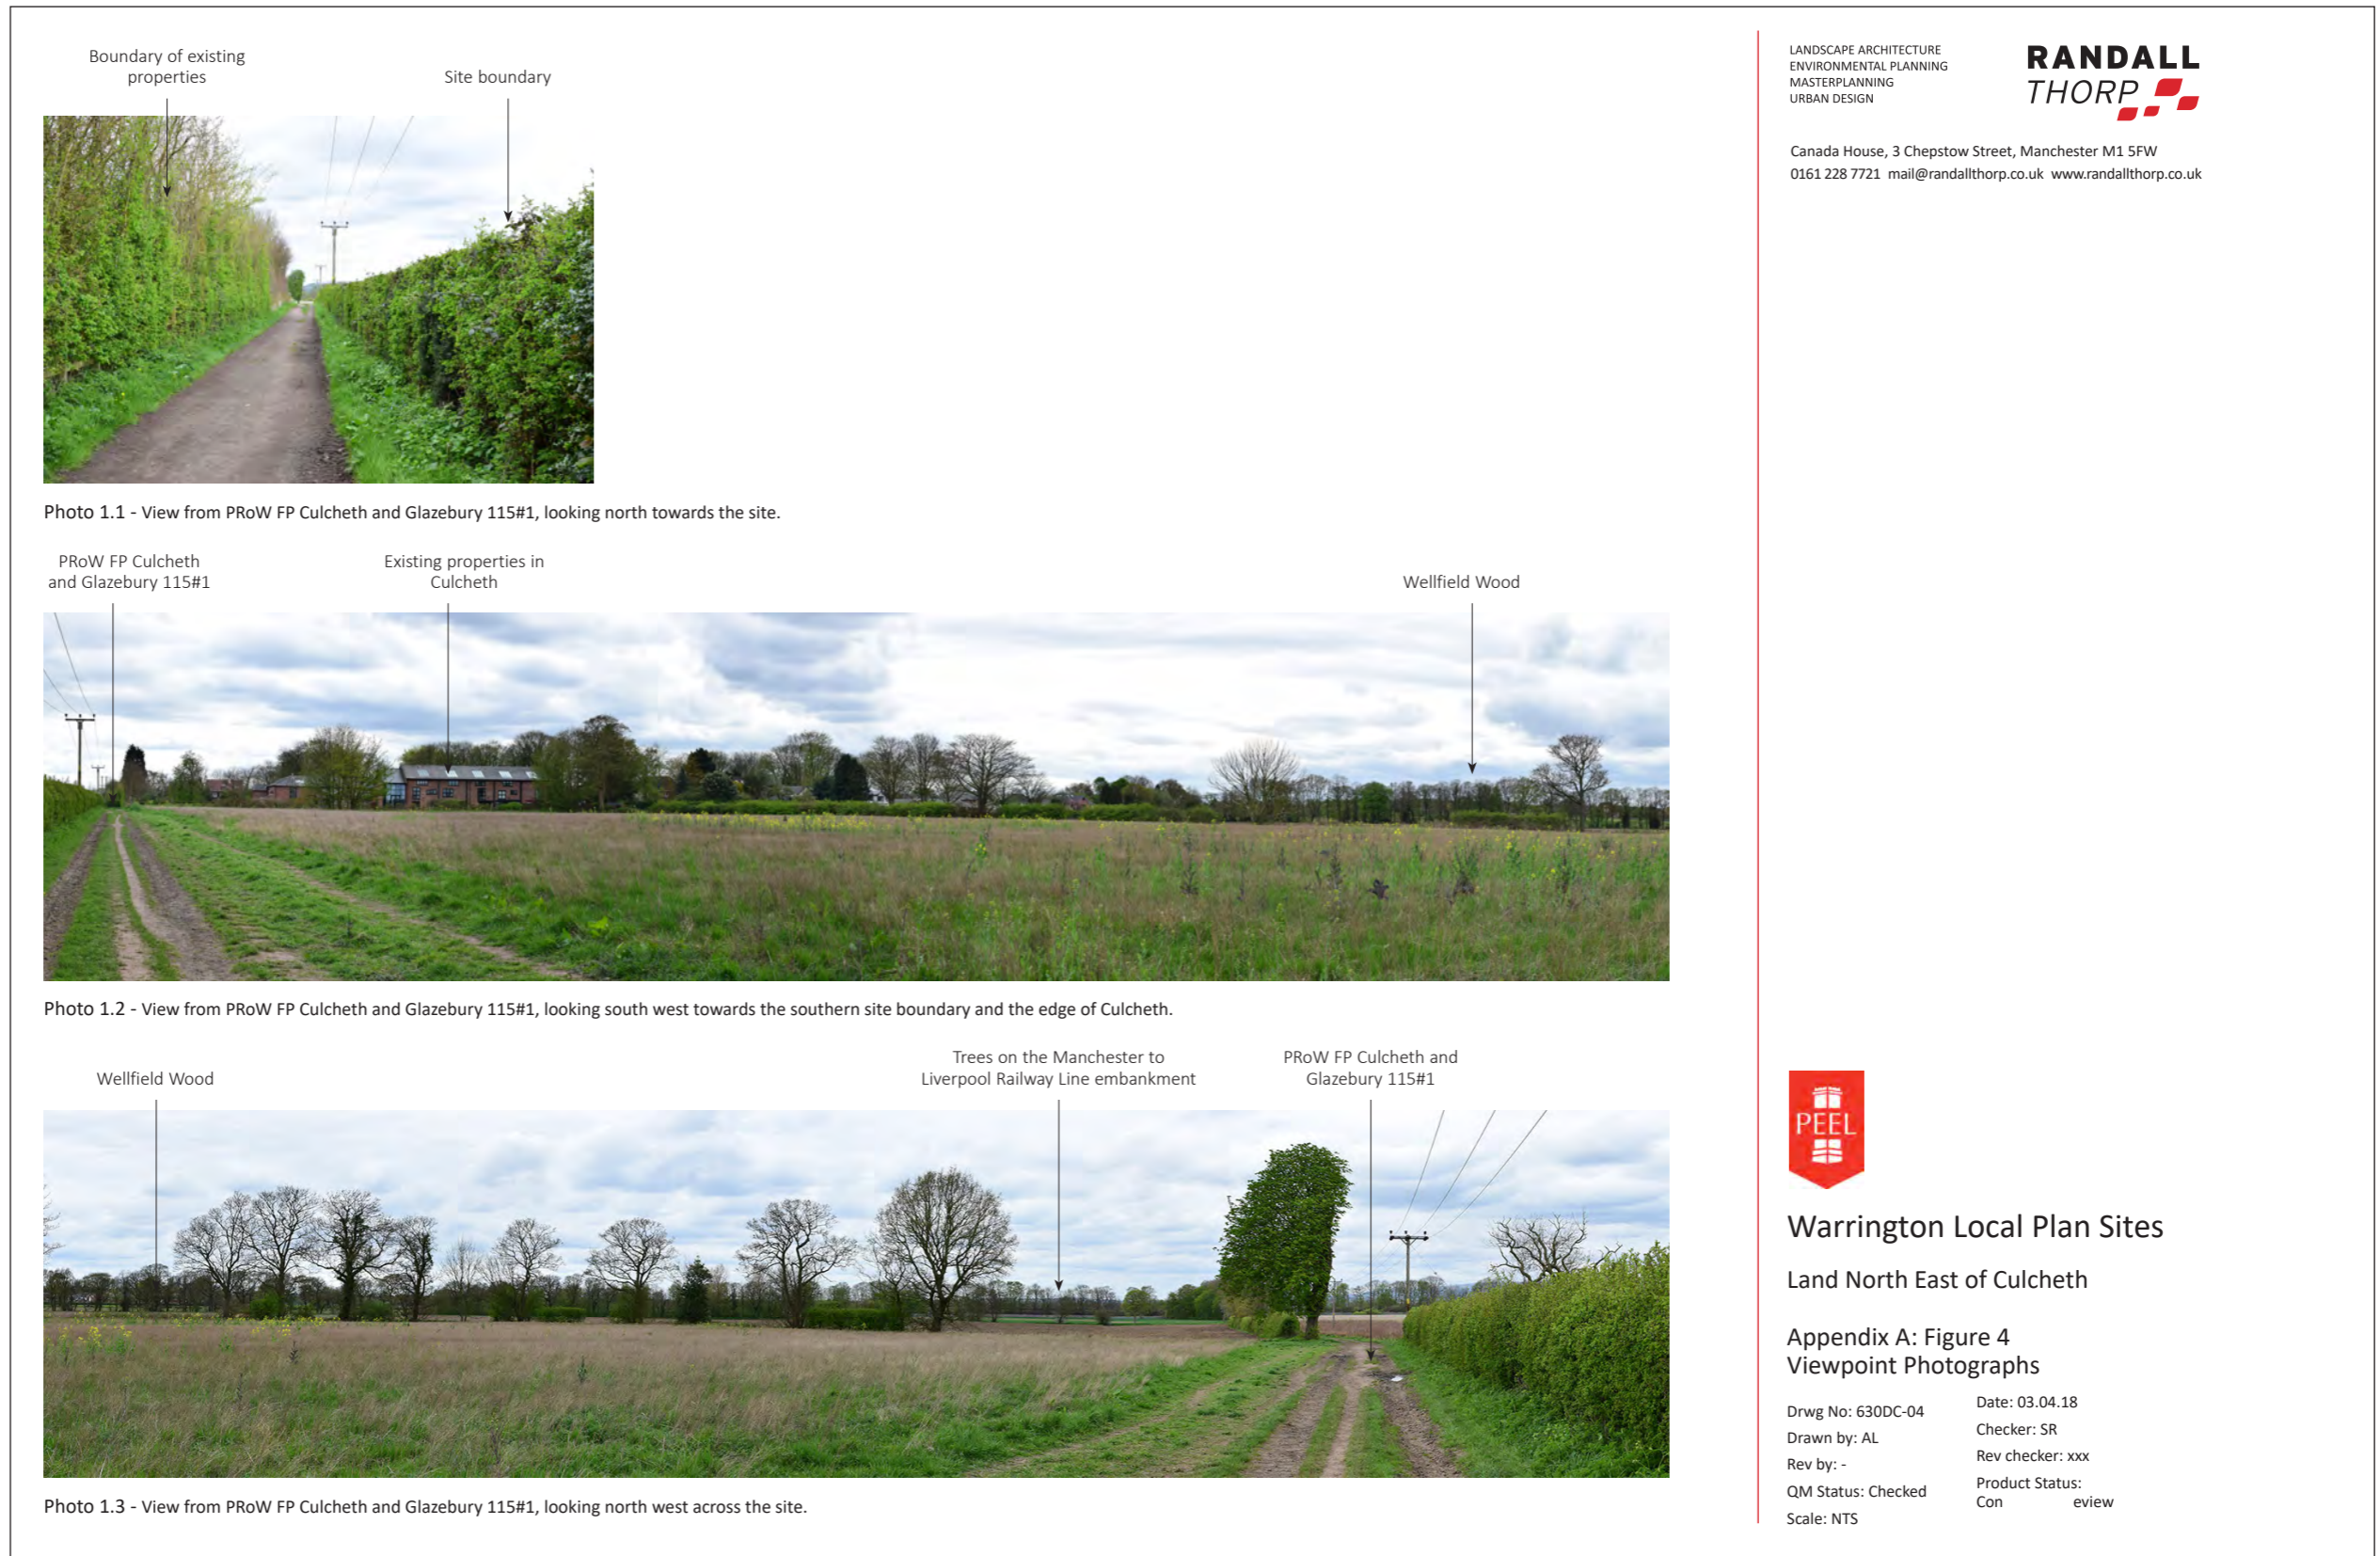 Boundary of existing
properties
Site boundary
Photo 1.1 - View from PRoW FP Culcheth and Glazebury 115#1, looking north towards the site.
PRoW FP Culcheth
and Glazebury 115#1
Existing properties in
Culcheth
Wellfield Wood
Photo 1.2 - View from PRoW FP Culcheth and Glazebury 115#1, looking south west towards the southern site boundary and the edge of Culcheth.
Wellfield Wood
Trees on the Manchester to
Liverpool Railway Line embankment
PRoW FP Culcheth and
Glazebury 115#1
Photo 1.3 - View from PRoW FP Culcheth and Glazebury 115#1, looking north west across the site.
LANDSCAPE ARCHITECTURE
ENVIRONMENTAL PLANNING
MASTERPLANNING
URBAN DESIGN
RANDALL
THORP
Canada House, 3 Chepstow Street, Manchester M1 5FW
0161 228 7721 mail@randallthorp.co.uk www.randallthorp.co.uk
PEEL
Warrington Local Plan Sites
Land North East of Culcheth
Appendix A: Figure 4
Viewpoint Photographs
Drwg No: 630DC-04
Drawn by: AL
Rev by: -
QM Status: Checked
Scale: NTS
Date: 03.04.18
Checker: SR
Rev checker: xxx
Product Status:
Con eview